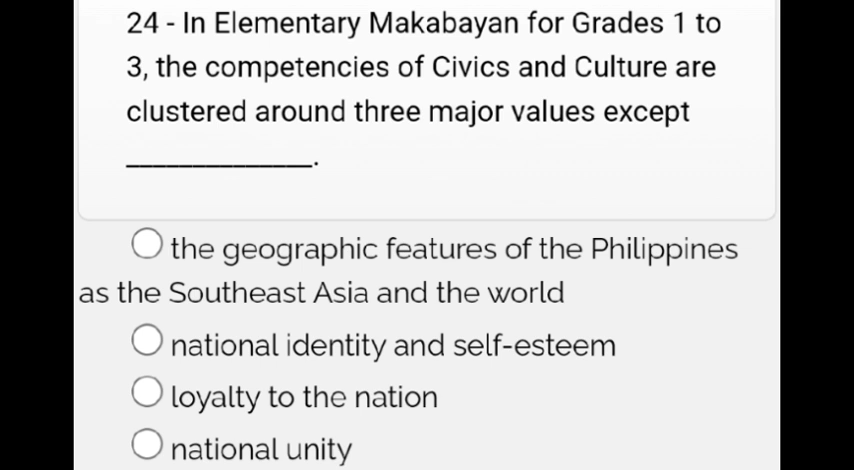 24 - In Elementary Makabayan for Grades 1 to
3, the competencies of Civics and Culture are
clustered around three major values except
______________.
the geographic features of the Philippines
as the Southeast Asia and the world
national identity and self-esteem
loyalty to the nation
national unity